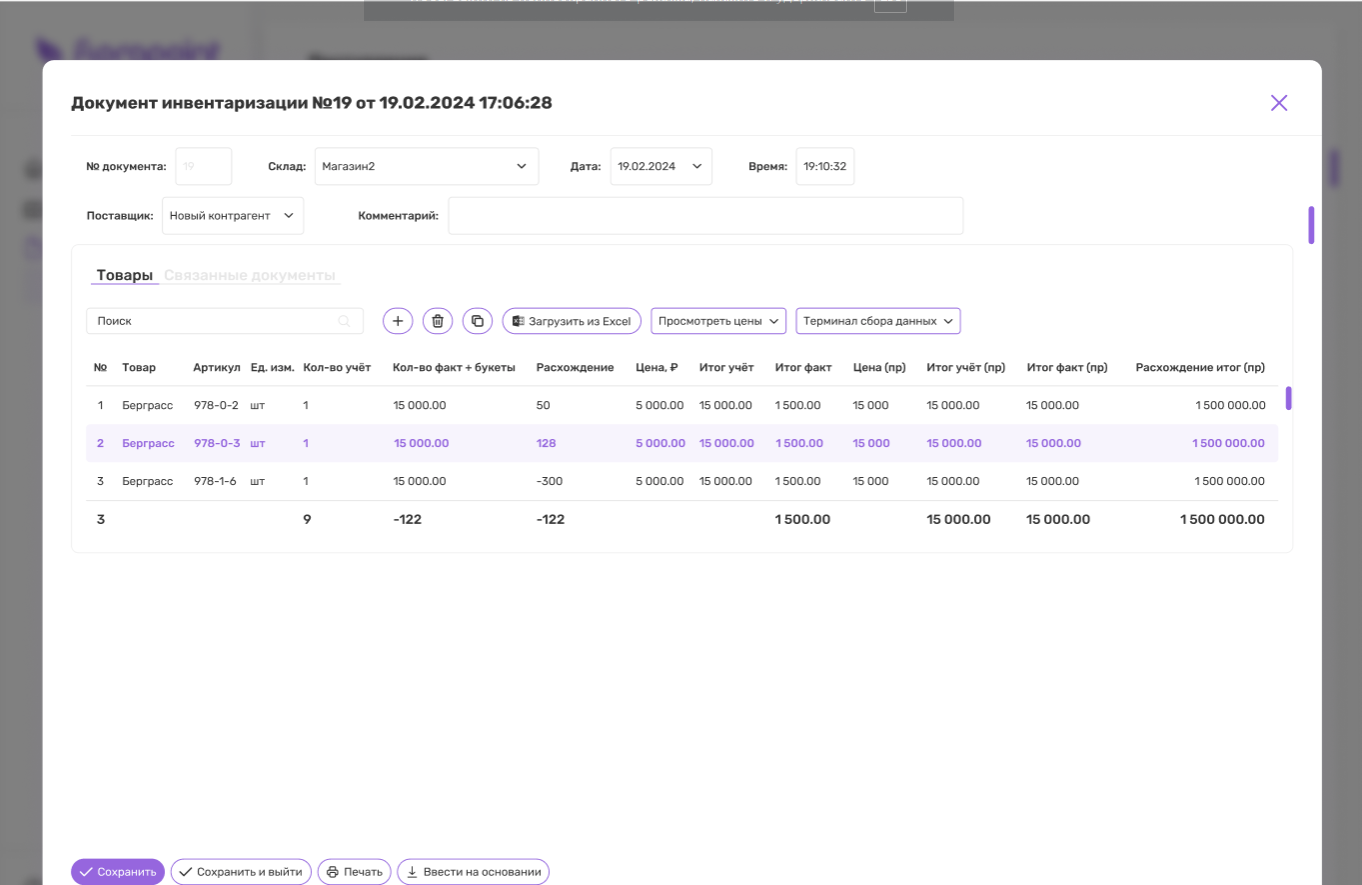 Документ инвентаризации №19 от 19.02.2024 17:06:28
№ документа: 19 Склад: Магазин2 Дата: 19.02.2024 Время: 19:10:32
Поставщик: Новый контрагент Комментарий:
Товары Связанные документы
Поиск Загрузить из Excel Просмотреть цены Терминал сбора данных
№ Товар Артикул Ед. изм. Кол-во учёт Кол-во факт + букеты Расхождение Цена, ₽ Итог учёт Итог факт Цена (пр) Итог учёт (пр) Итог факт (пр) Расхождение итог (пр)
1 Берграсс 978-0-2 шт 1 15 000.00 50 5 000.00 15 000.00 1 500.00 15 000 15 000.00 15 000.00 1 500 000.00
2 Берграсс 978-0-3 шт 1 15 000.00 128 5 000.00 15 000.00 1 500.00 15 000 15 000.00 15 000.00 1 500 000.00
3 Берграсс 978-1-6 шт 1 15 000.00 -300 5 000.00 15 000.00 1 500.00 15 000 15 000.00 15 000.00 1 500 000.00
3 9 -122 -122 1 500.00 15 000.00 15 000.00 1 500 000.00
Сохранить Сохранить и выйти Печать Ввести на основании